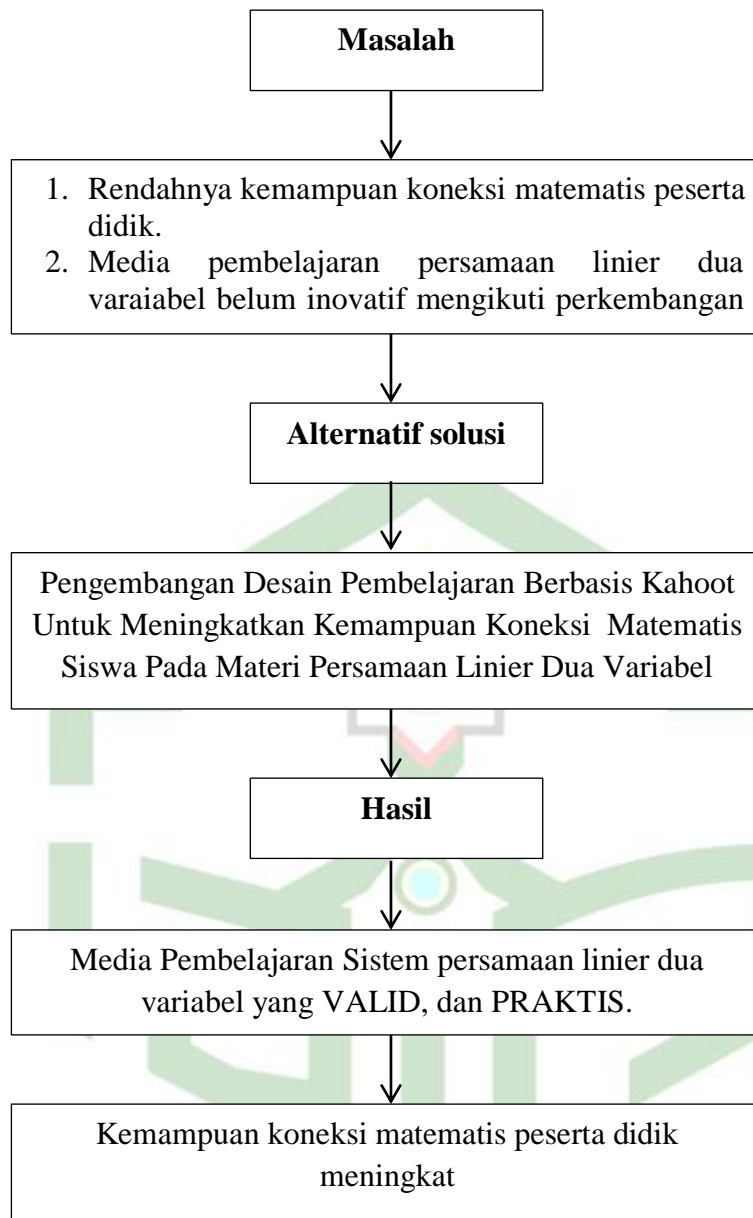 Masalah
1. Rendahnya kemampuan koneksi matematis peserta
didik.
2. Media pembelajaran persamaan linier dua
varaiabel belum inovatif mengikuti perkembangan
Alternatif solusi
Pengembangan Desain Pembelajaran Berbasis Kahoot
Untuk Meningkatkan Kemampuan Koneksi Matematis
Siswa Pada Materi Persamaan Linier Dua Variabel
Hasil
Media Pembelajaran Sistem persamaan linier dua
variabel yang VALID, dan PRAKTIS.
Kemampuan koneksi matematis peserta didik
meningkat